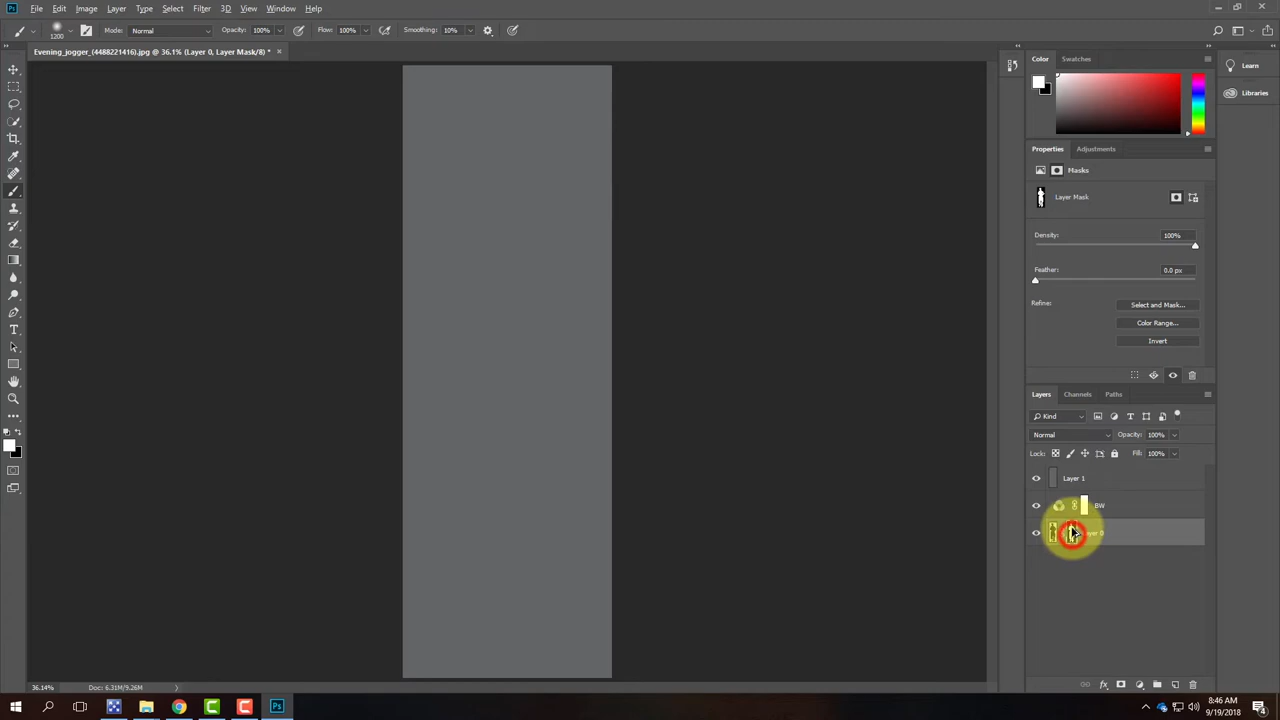 Ps File Edit Image Layer Type Select Filter 3D View Window Help
1200 Mode: Normal Opacity: 100% Flow: 100% Smoothing: 10%
Evening_jogger_(4488221416).jpg @ 36.1% (Layer 0, Layer Mask/8) * ×
Color Swatches
Learn
Libraries
Properties Adjustments
Masks
Layer Mask
Density: 100%
Feather: 0.0 px
Refine: Select and Mask...
Color Range...
Invert
Layers Channels Paths
Kind
Normal Opacity: 100%
Lock: Fill: 100%
Layer 1
BW
36.14% Doc: 6.31M/9.26M
Ps
8:46 AM
9/19/2018
4